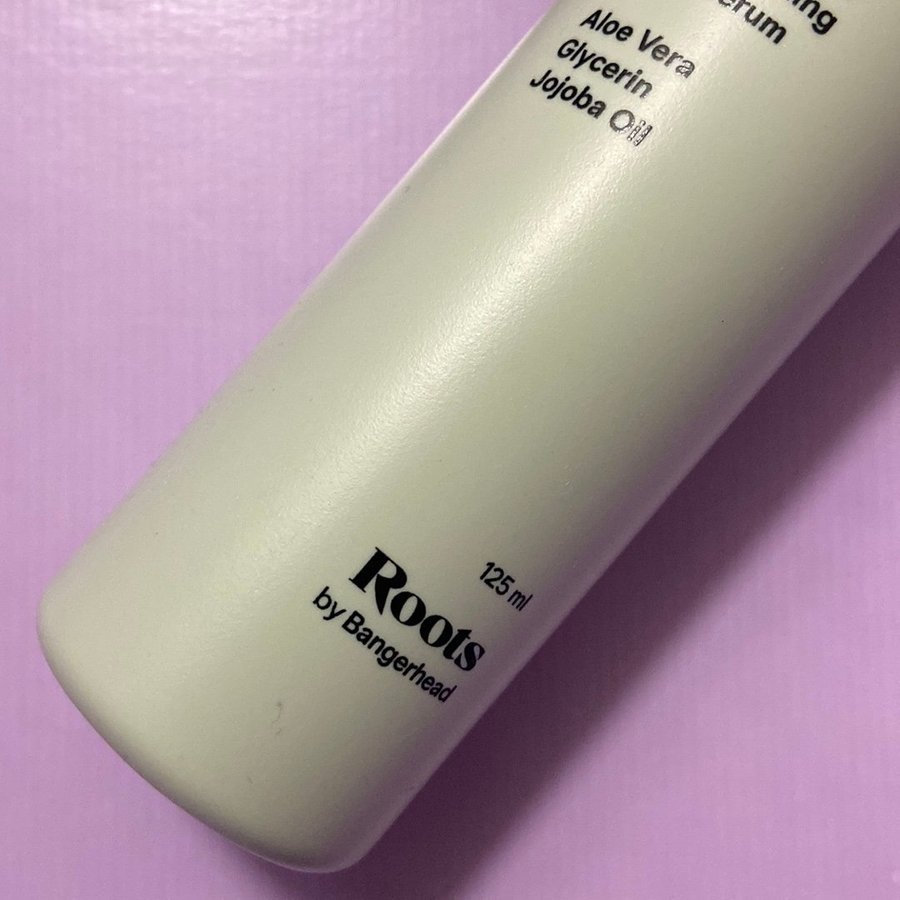 Aloe Vera
Glycerin
Jojoba Oil
125 ml
Roots
by Bangerhead